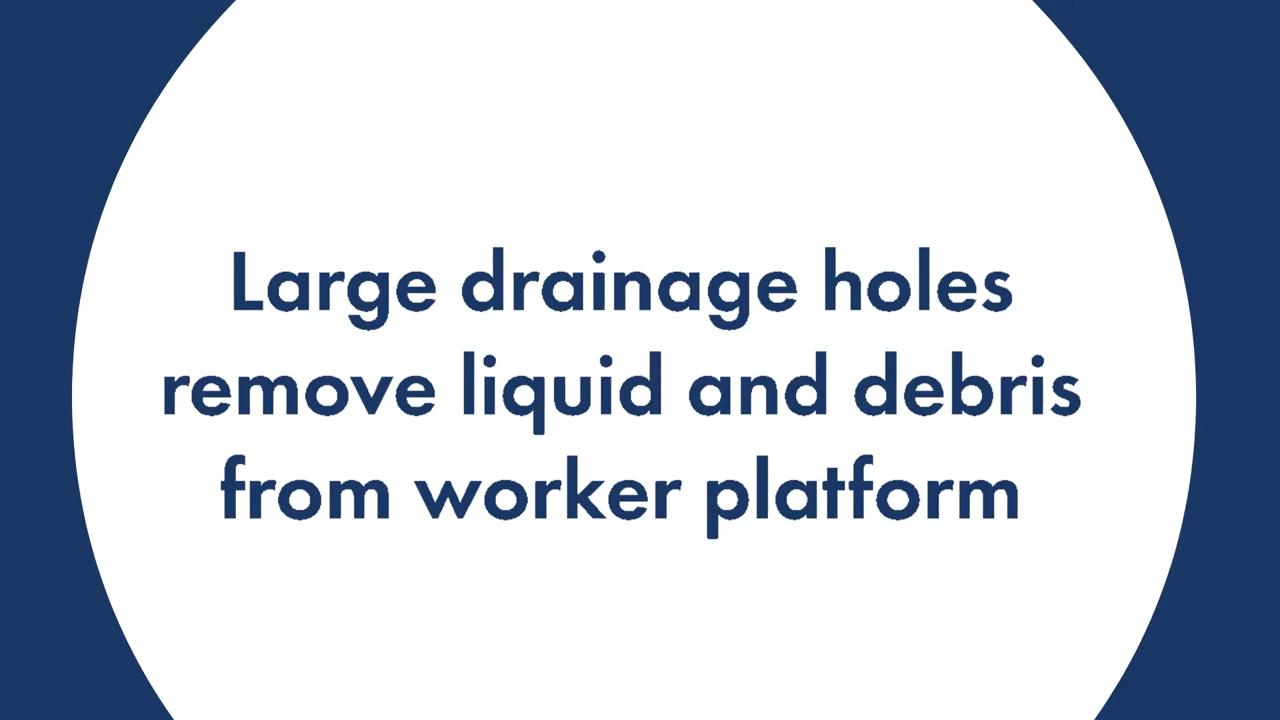 Large drainage holes
remove liquid and debris
from worker platform